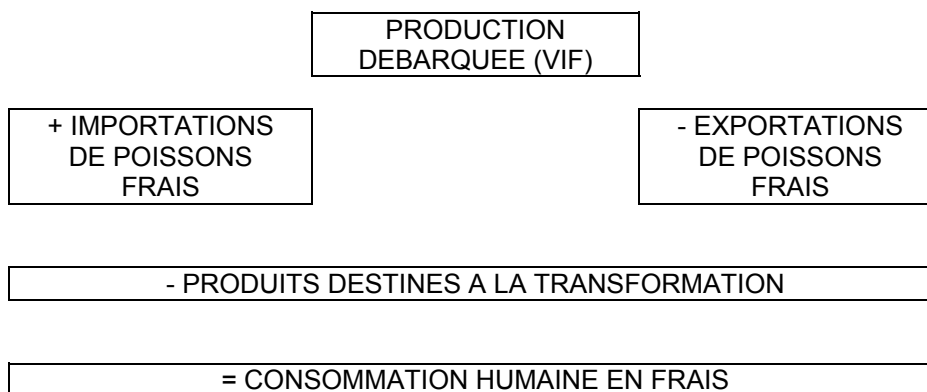 PRODUCTION
DEBARQUEE (VIF)
+ IMPORTATIONS
DE POISSONS
FRAIS
- EXPORTATIONS
DE POISSONS
FRAIS
- PRODUITS DESTINES A LA TRANSFORMATION
= CONSOMMATION HUMAINE EN FRAIS